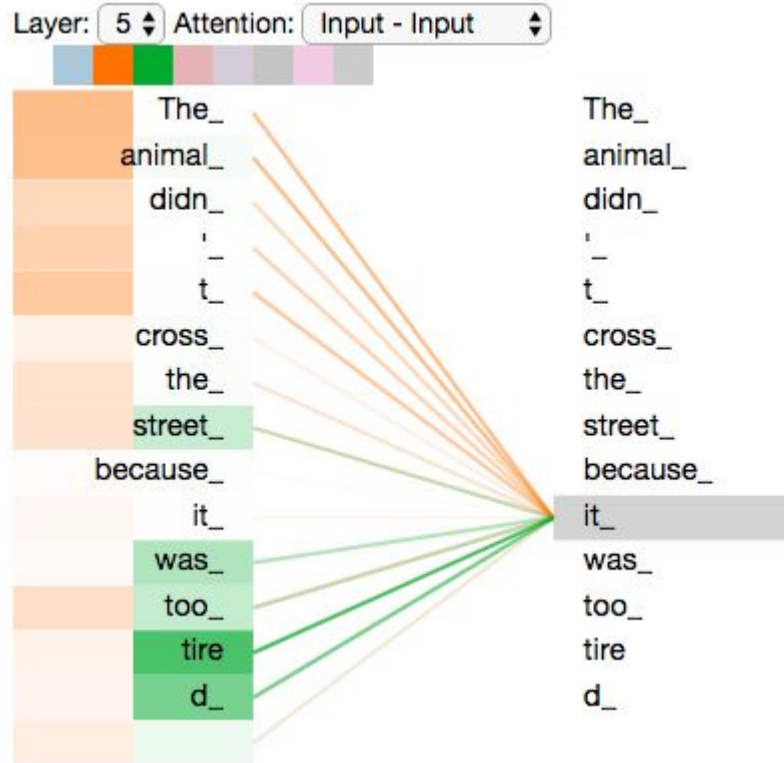 Layer: 5 Attention: Input - Input
The_ The_
animal_ animal_
didn_ didn_
'_ '_
t_ t_
cross_ cross_
the_ the_
street_ street_
because_ because_
it_ it_
was_ was_
too_ too_
tire tire
d_ d_